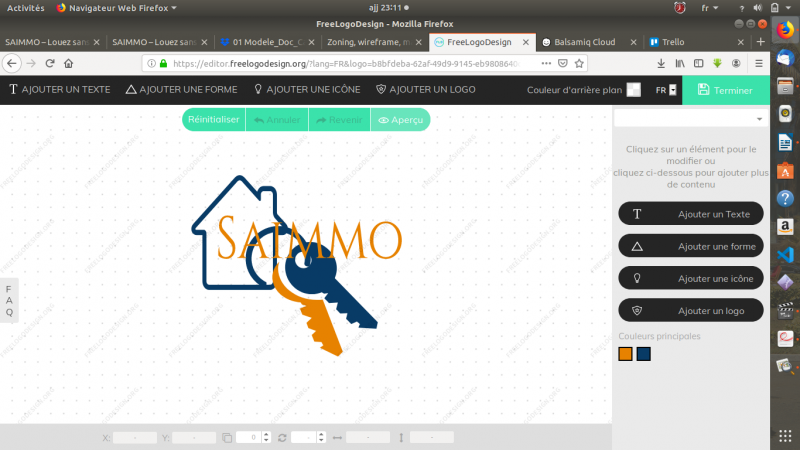 Activités Navigateur Web Firefox ajj 23:11 fr
FreeLogoDesign - Mozilla Firefox
SAIMMO – Louez san SAIMMO – Louez san 01 Modele_Doc_C Zoning, wireframe, m FreeLogoDesign Balsamiq Cloud Trello
https://editor.freelogodesign.org/?lang=FR&logo=b8bfdeba-62af-49d9-9145-eb980864
AJOUTER UN TEXTE AJOUTER UNE FORME AJOUTER UNE ICÔNE AJOUTER UN LOGO Couleur d'arrière plan FR Terminer
Réinitialiser Annuler Revenir Aperçu
Cliquez sur un élément pour le
modifier ou
cliquez ci-dessous pour ajouter plus
de contenu
Ajouter un Texte
Ajouter une forme
Ajouter une icône
Ajouter un logo
Couleurs principales
SAIMMO
F
A
Q
X: - Y: - 0 - - -